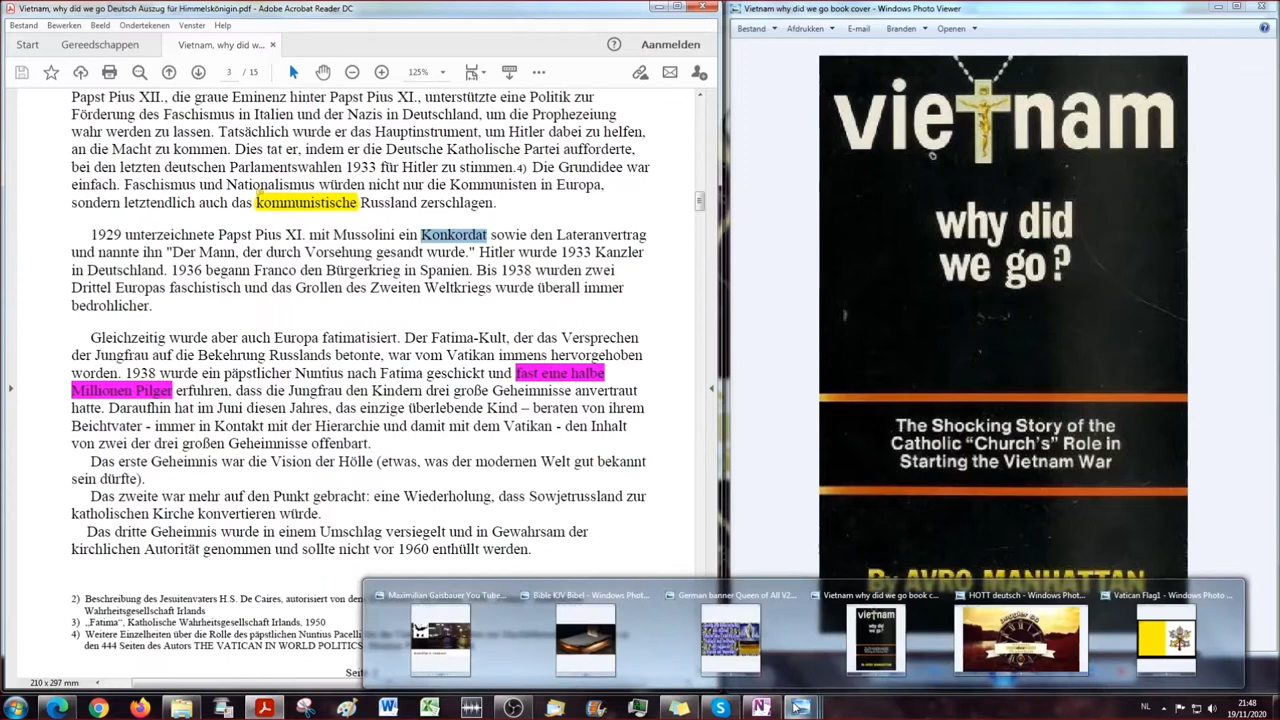 Vietnam, why did we go Deutsch Auszug für Himmelskönigin.pdf - Adobe Acrobat Reader DC
Bestand Bewerken Beeld Ondertekenen Venster Help
Start Gereedschappen Vietnam, why did w... Anmelden
3 / 15 125%
Papst Pius XII., die graue Eminenz hinter Papst Pius XI., unterstützte eine Politik zur
Förderung des Faschismus in Italien und der Nazis in Deutschland, um die Prophezeiung
wahr werden zu lassen. Tatsächlich wurde er das Hauptinstrument, um Hitler dabei zu helfen,
an die Macht zu kommen. Dies tat er, indem er die Deutsche Katholische Partei aufforderte,
bei den letzten deutschen Parlamentswahlen 1933 für Hitler zu stimmen.4) Die Grundidee war
einfach. Faschismus und Nationalismus würden nicht nur die Kommunisten in Europa,
sondern letztendlich auch das kommunistische Russland zerschlagen.
1929 unterzeichnete Papst Pius XI. mit Mussolini ein Konkordat sowie den Lateranvertrag
und nannte ihn "Der Mann, der durch Vorsehung gesandt wurde." Hitler wurde 1933 Kanzler
in Deutschland. 1936 begann Franco den Bürgerkrieg in Spanien. Bis 1938 wurden zwei
Drittel Europas faschistisch und das Grollen des Zweiten Weltkriegs wurde überall immer
bedrohlicher.
Gleichzeitig wurde aber auch Europa fatimatisiert. Der Fatima-Kult, der das Versprechen
der Jungfrau auf die Bekehrung Russlands betonte, war vom Vatikan immens hervorgehoben
worden. 1938 wurde ein päpstlicher Nuntius nach Fatima geschickt und fast eine halbe
Millionen Pilger erfuhren, dass die Jungfrau den Kindern drei große Geheimnisse anvertraut
hatte. Daraufhin hat im Juni diesen Jahres, das einzige überlebende Kind – beraten von ihrem
Beichtvater - immer in Kontakt mit der Hierarchie und damit mit dem Vatikan - den Inhalt
von zwei der drei großen Geheimnisse offenbart.
Das erste Geheimnis war die Vision der Hölle (etwas, was der modernen Welt gut bekannt
sein dürfte).
Das zweite war mehr auf den Punkt gebracht: eine Wiederholung, dass Sowjetrussland zur
katholischen Kirche konvertieren würde.
Das dritte Geheimnis wurde in einem Umschlag versiegelt und in Gewahrsam der
kirchlichen Autorität genommen und sollte nicht vor 1960 enthüllt werden.
2) Beschreibung des Jesuitenvaters H.S. De Caires, autorisiert von de
Wahrheitsgesellschaft Irlands
3) „Fatima“, Katholische Wahrheitsgesellschaft Irlands, 1950
4) Weitere Einzelheiten über die Rolle des päpstlichen Nuntius Pacelli
den 444 Seiten des Autors THE VATICAN IN WORLD POLITICS
Seite
210 x 297 mm
Vietnam why did we go book cover - Windows Photo Viewer
Bestand Afdrukken E-mail Branden Openen
vietnam
why did
we go?
The Shocking Story of the
Catholic “Church's” Role in
Starting the Vietnam War
By AVRO MANHATTAN
Maximilian Gaisbauer You Tube... Bible KJV Bibel - Windows Phot... German banner Queen of All V2... Vietnam why did we go book c... HOTT deutsch - Windows Phot... Vatican Flag1 - Windows Photo ...
vietnam
why did
we go?
NL 21:48
19/11/2020